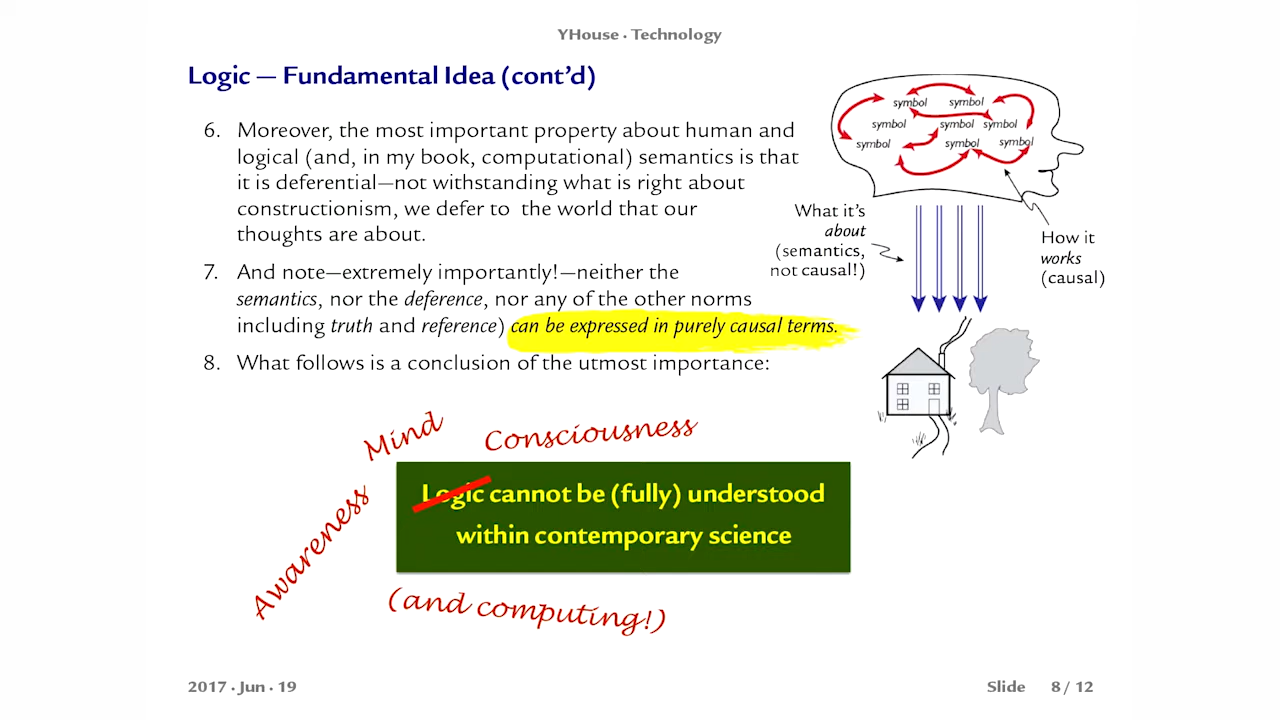 YHouse · Technology
Logic — Fundamental Idea (cont'd)
6. Moreover, the most important property about human and
logical (and, in my book, computational) semantics is that
it is deferential—not withstanding what is right about
constructionism, we defer to the world that our
thoughts are about.
7. And note—extremely importantly!—neither the
semantics, nor the deference, nor any of the other norms
including truth and reference) can be expressed in purely causal terms.
8. What follows is a conclusion of the utmost importance:
symbol symbol
symbol symbol symbol
symbol symbol symbol
What it's
about
(semantics,
not causal!)
How it
works
(causal)
Mind
Consciousness
Awareness
Logic cannot be (fully) understood
within contemporary science
(and computing!)
2017 · Jun · 19
Slide 8 / 12